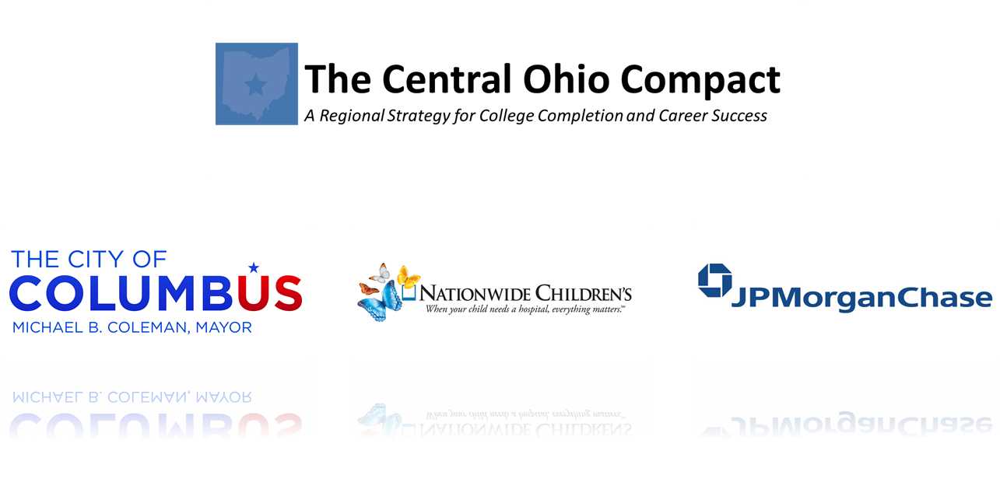 The Central Ohio Compact
A Regional Strategy for College Completion and Career Success
THE CITY OF
COLUMBUS
MICHAEL B. COLEMAN, MAYOR
NATIONWIDE CHILDREN'S
When your child needs a hospital, everything matters.℠
JPMorganChase